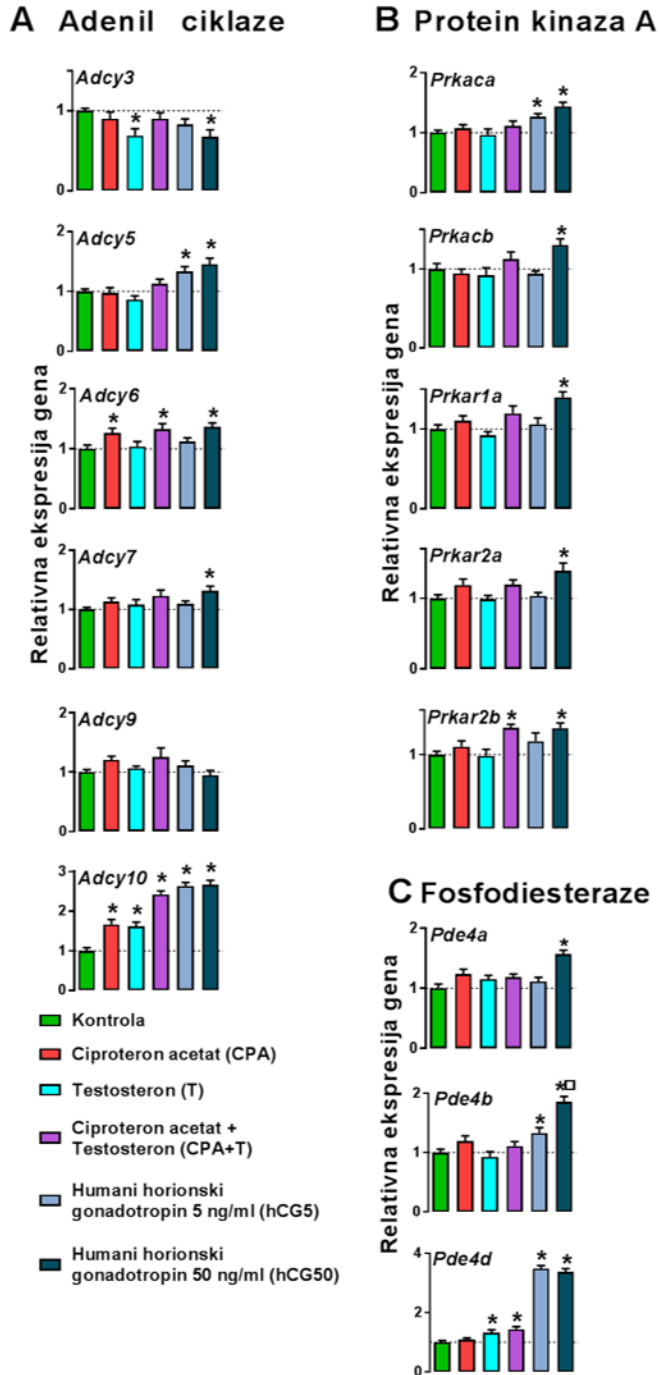 A Adenil ciklaze
Relativna ekspresija gena
Adcy3
1
0
*
*
Adcy5
2
1
0
*
*
Adcy6
2
1
0
*
*
*
Adcy7
2
1
0
*
Adcy9
2
1
0
Adcy10
3
2
1
0
*
*
*
*
*
Kontrola
Ciproteron acetat (CPA)
Testosteron (T)
Ciproteron acetat +
Testosteron (CPA+T)
Humani horionski
gonadotropin 5 ng/ml (hCG5)
Humani horionski
gonadotropin 50 ng/ml (hCG50)
B Protein kinaza A
Relativna ekspresija gena
Prkaca
2
1
0
*
*
Prkacb
2
1
0
*
Prkar1a
2
1
0
*
Prkar2a
2
1
0
*
Prkar2b
2
1
0
*
*
C Fosfodiesteraze
Relativna ekspresija gena
Pde4a
2
1
0
*
Pde4b
2
1
0
*
*□
Pde4d
4
2
0
*
*
*
*